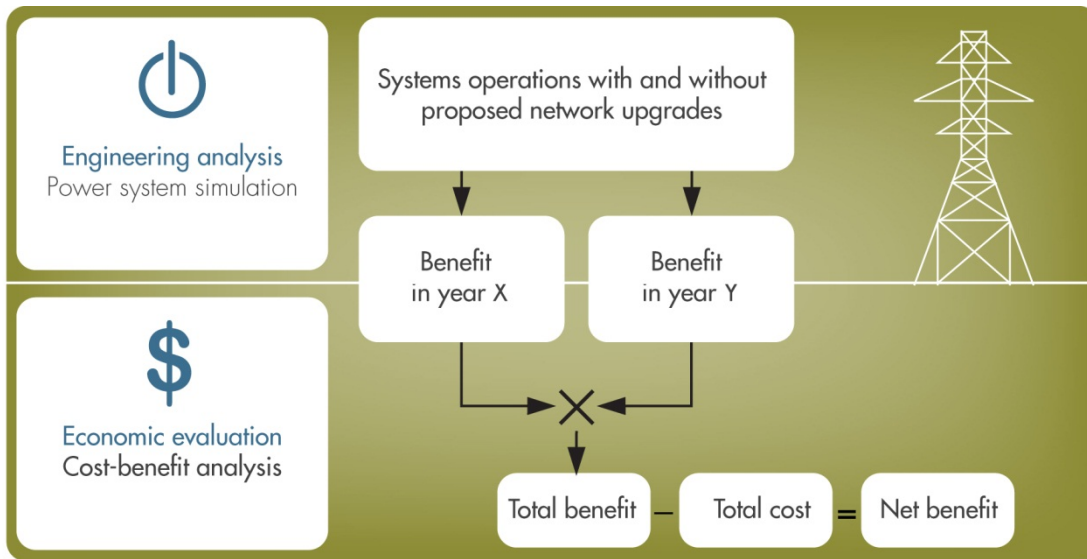 Engineering analysis
Power system simulation
Systems operations with and without
proposed network upgrades
Benefit
in year X
Benefit
in year Y
$
Economic evaluation
Cost-benefit analysis
Total benefit – Total cost = Net benefit